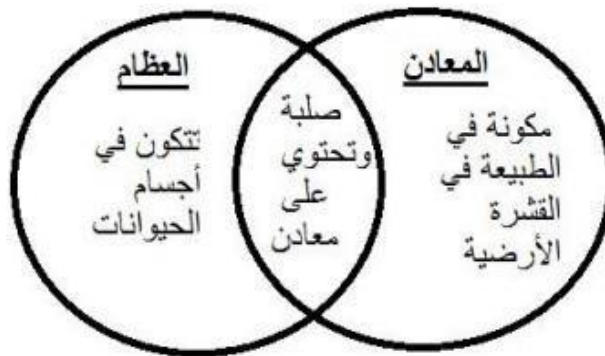 المعادن
مكونة في
الطبيعة في
القشرة
الأرضية
صلبة
وتحتوي
على
معادن
العظام
تتكون في
أجسام
الحيوانات